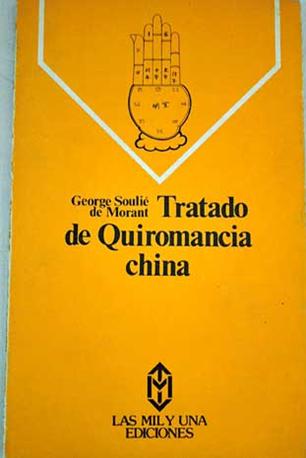 George Soulié
de Morant Tratado
de Quiromancia
china
LAS MIL Y UNA
EDICIONES